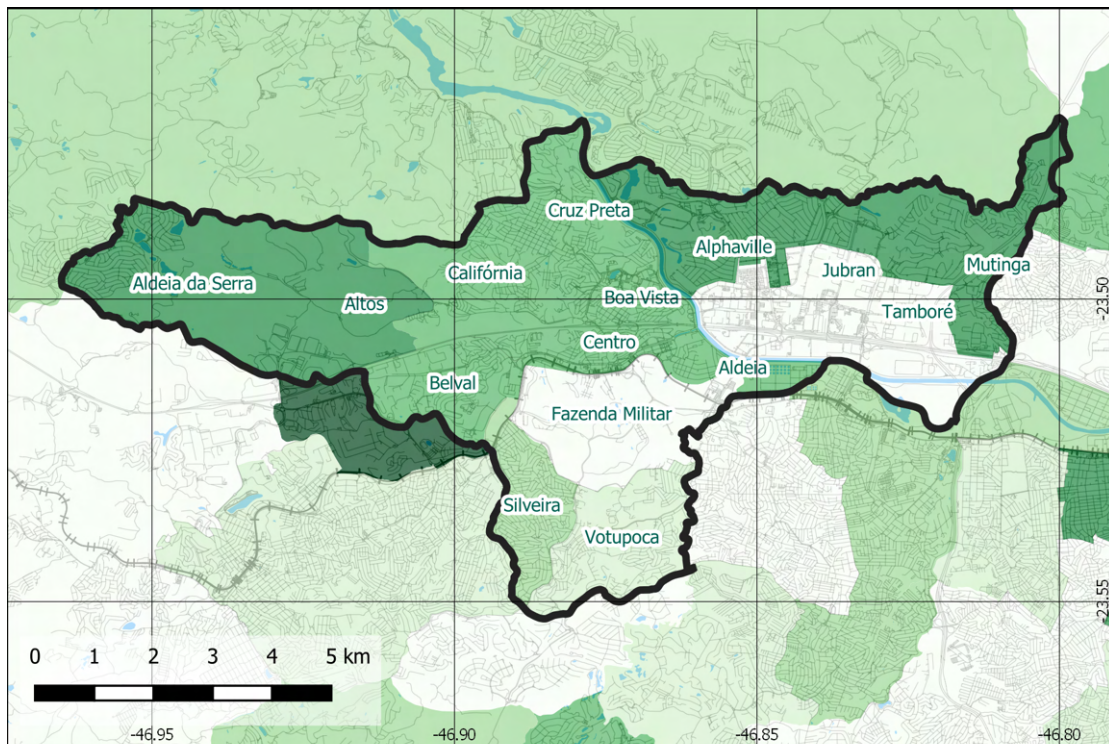 Cruz Preta
Alphaville
Mutinga
Califórnia
Jubran
Aldeia da Serra
Altos
Boa Vista
Tamboré
-23.50
Centro
Aldeia
Belval
Fazenda Militar
Silveira
Votupoca
-23.55
0 1 2 3 4 5 km
-46.95 -46.90 -46.85 -46.80